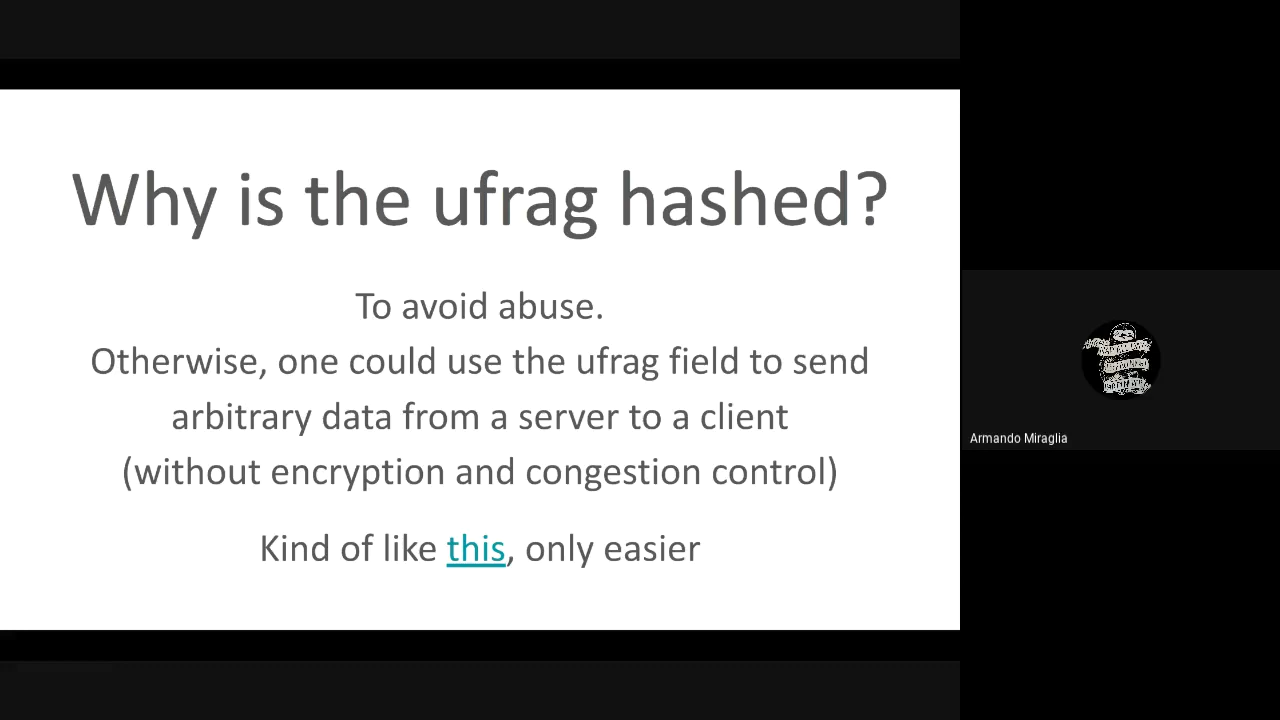 Why is the ufrag hashed?
To avoid abuse.
Otherwise, one could use the ufrag field to send
arbitrary data from a server to a client
(without encryption and congestion control)
Kind of like this, only easier
Armando Miraglia